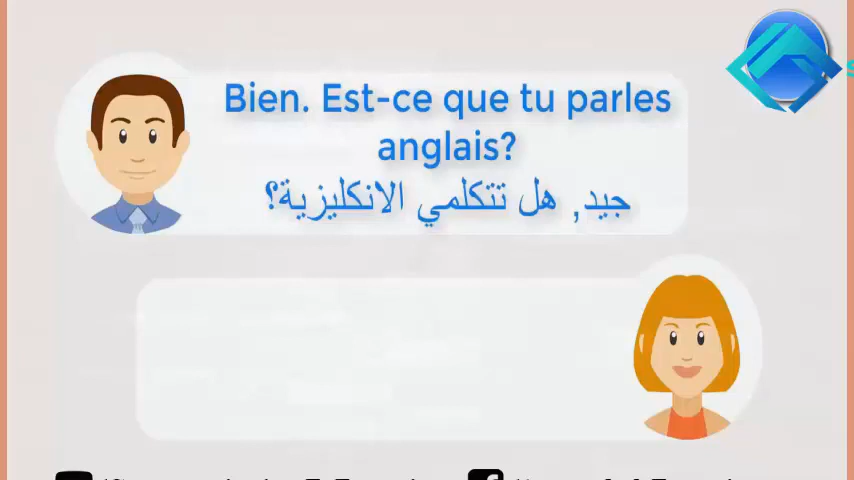 Bien. Est-ce que tu parles
anglais?
جيد, هل تتكلمي الانكليزية؟